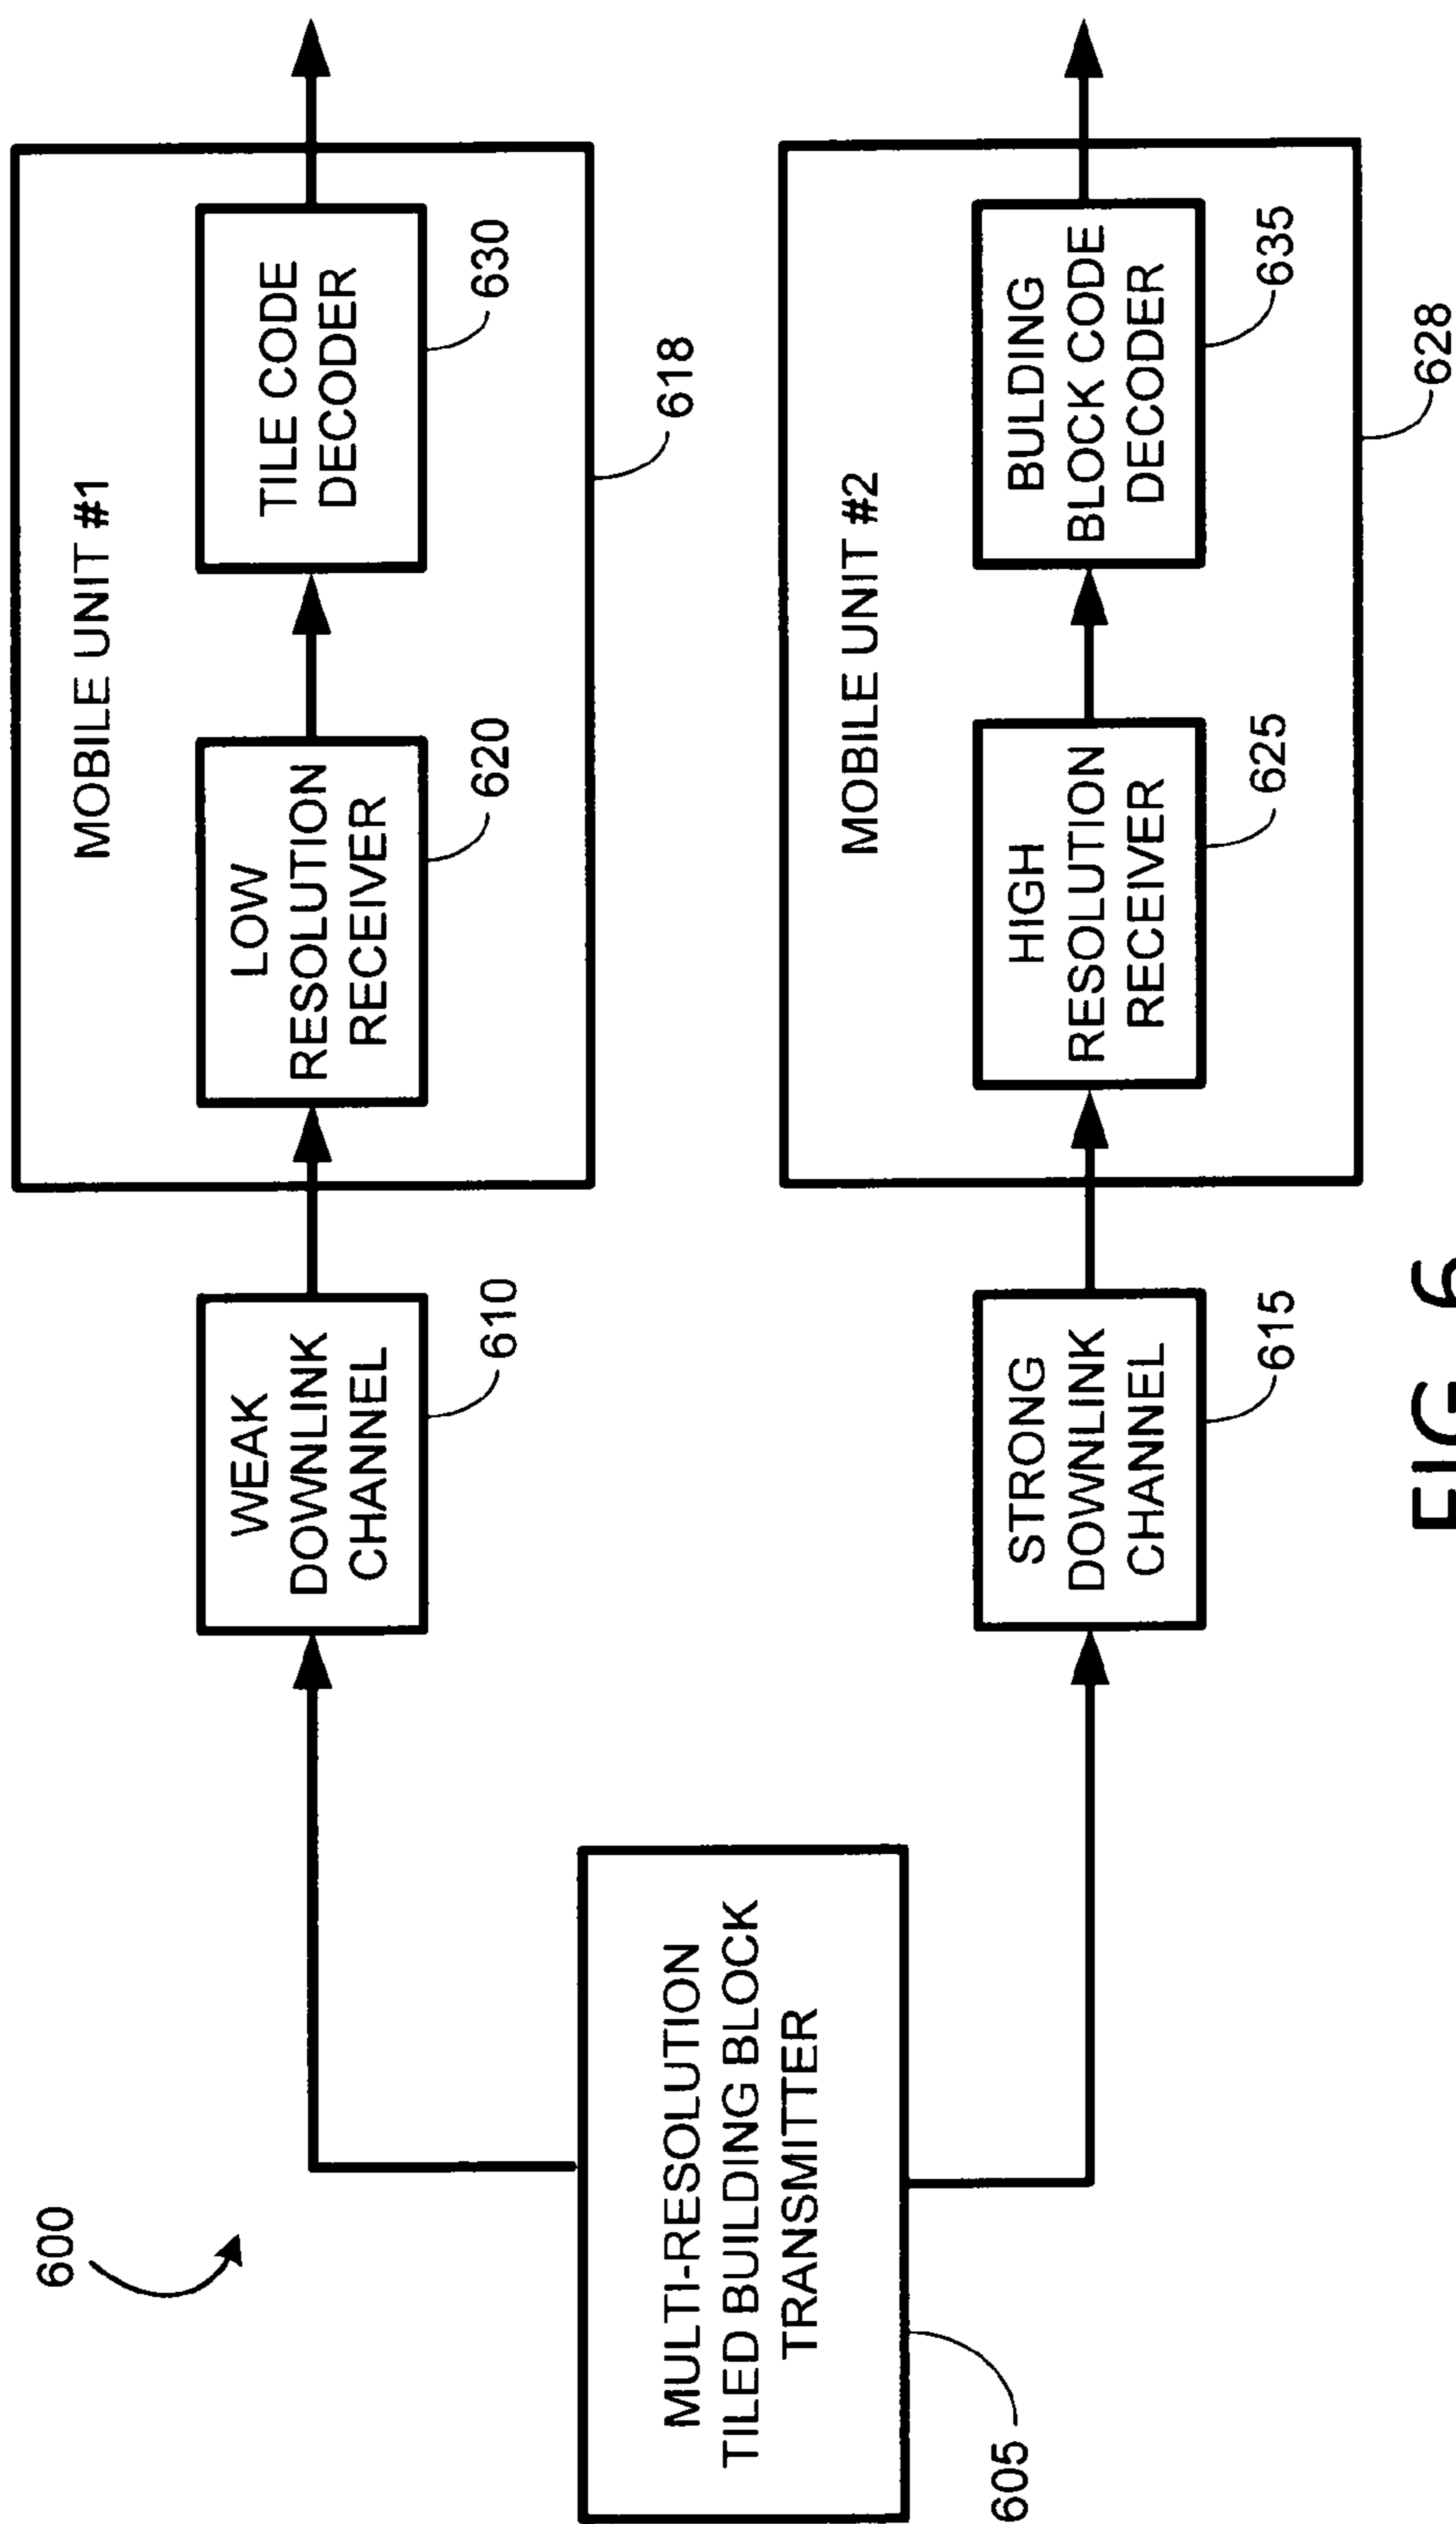 600
MULTI-RESOLUTION
TILED BUILDING BLOCK
TRANSMITTER
605
WEAK
DOWNLINK
CHANNEL
610
MOBILE UNIT #1
LOW
RESOLUTION
RECEIVER
620
TILE CODE
DECODER
630
618
STRONG
DOWNLINK
CHANNEL
615
MOBILE UNIT #2
HIGH
RESOLUTION
RECEIVER
625
BUILDING
BLOCK CODE
DECODER
635
628
FIG. 6